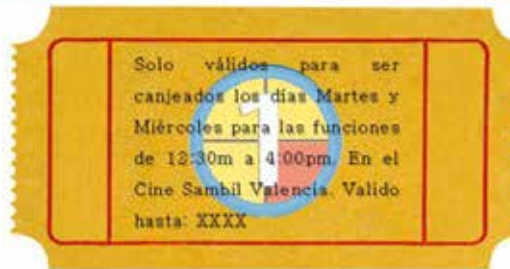 Solo válidos para ser
canjeados los días Martes y
Miércoles para las funciones
de 12:30m a 4:00pm. En el
Cine Sambil Valencia. Valido
hasta: XXXX
1